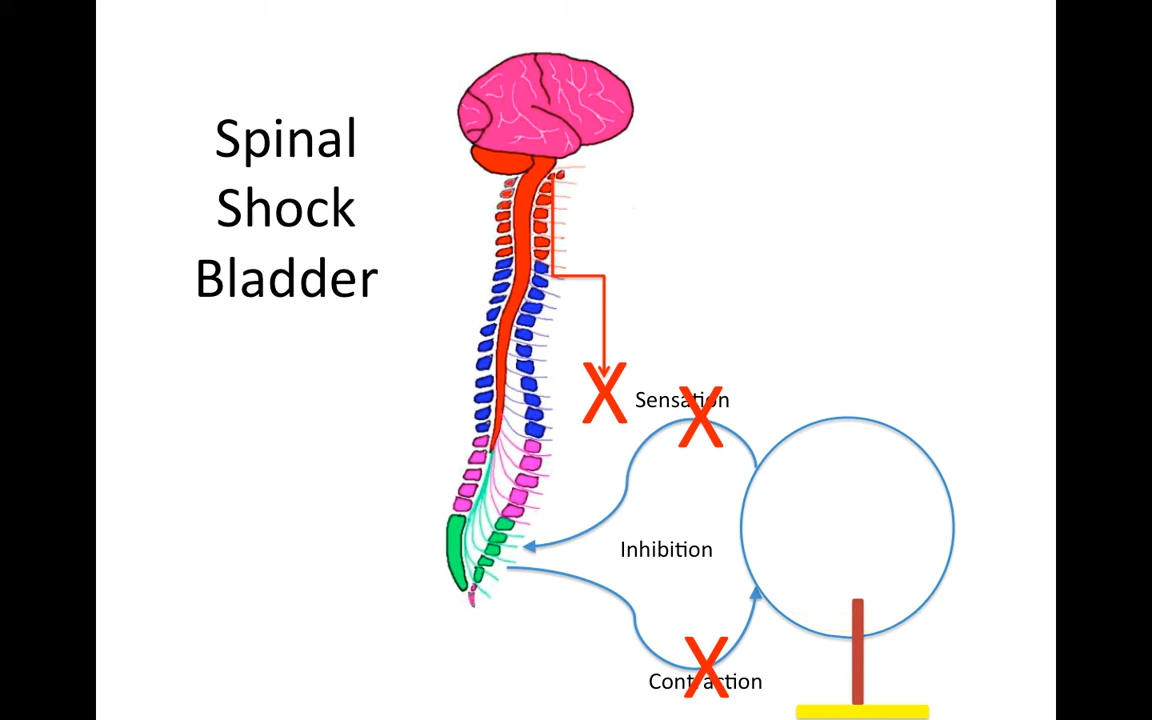 Spinal
Shock
Bladder
X
Sensation
X
Inhibition
X
Contraction